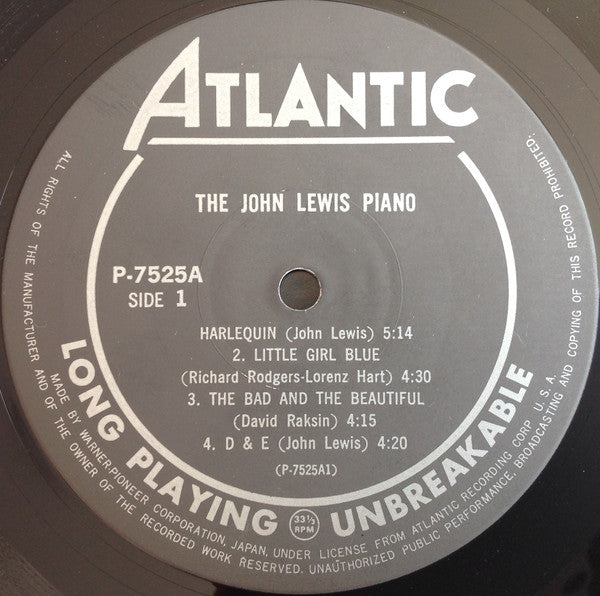 ATLANTIC
THE JOHN LEWIS PIANO
P-7525A
SIDE 1
HARLEQUIN (John Lewis) 5:14
2. LITTLE GIRL BLUE
(Richard Rodgers-Lorenz Hart) 4:30
3. THE BAD AND THE BEAUTIFUL
(David Raksin) 4:15
4. D & E (John Lewis) 4:20
(P-7525A1)
LONG PLAYING 33⅓ RPM UNBREAKABLE
MADE BY WARNER-PIONEER CORPORATION, JAPAN, UNDER LICENSE FROM ATLANTIC RECORDING CORP. U.S.A.
ALL RIGHTS OF THE MANUFACTURER AND OF THE OWNER OF THE RECORDED WORK RESERVED. UNAUTHORIZED PUBLIC PERFORMANCE, BROADCASTING AND COPYING OF THIS RECORD PROHIBITED.